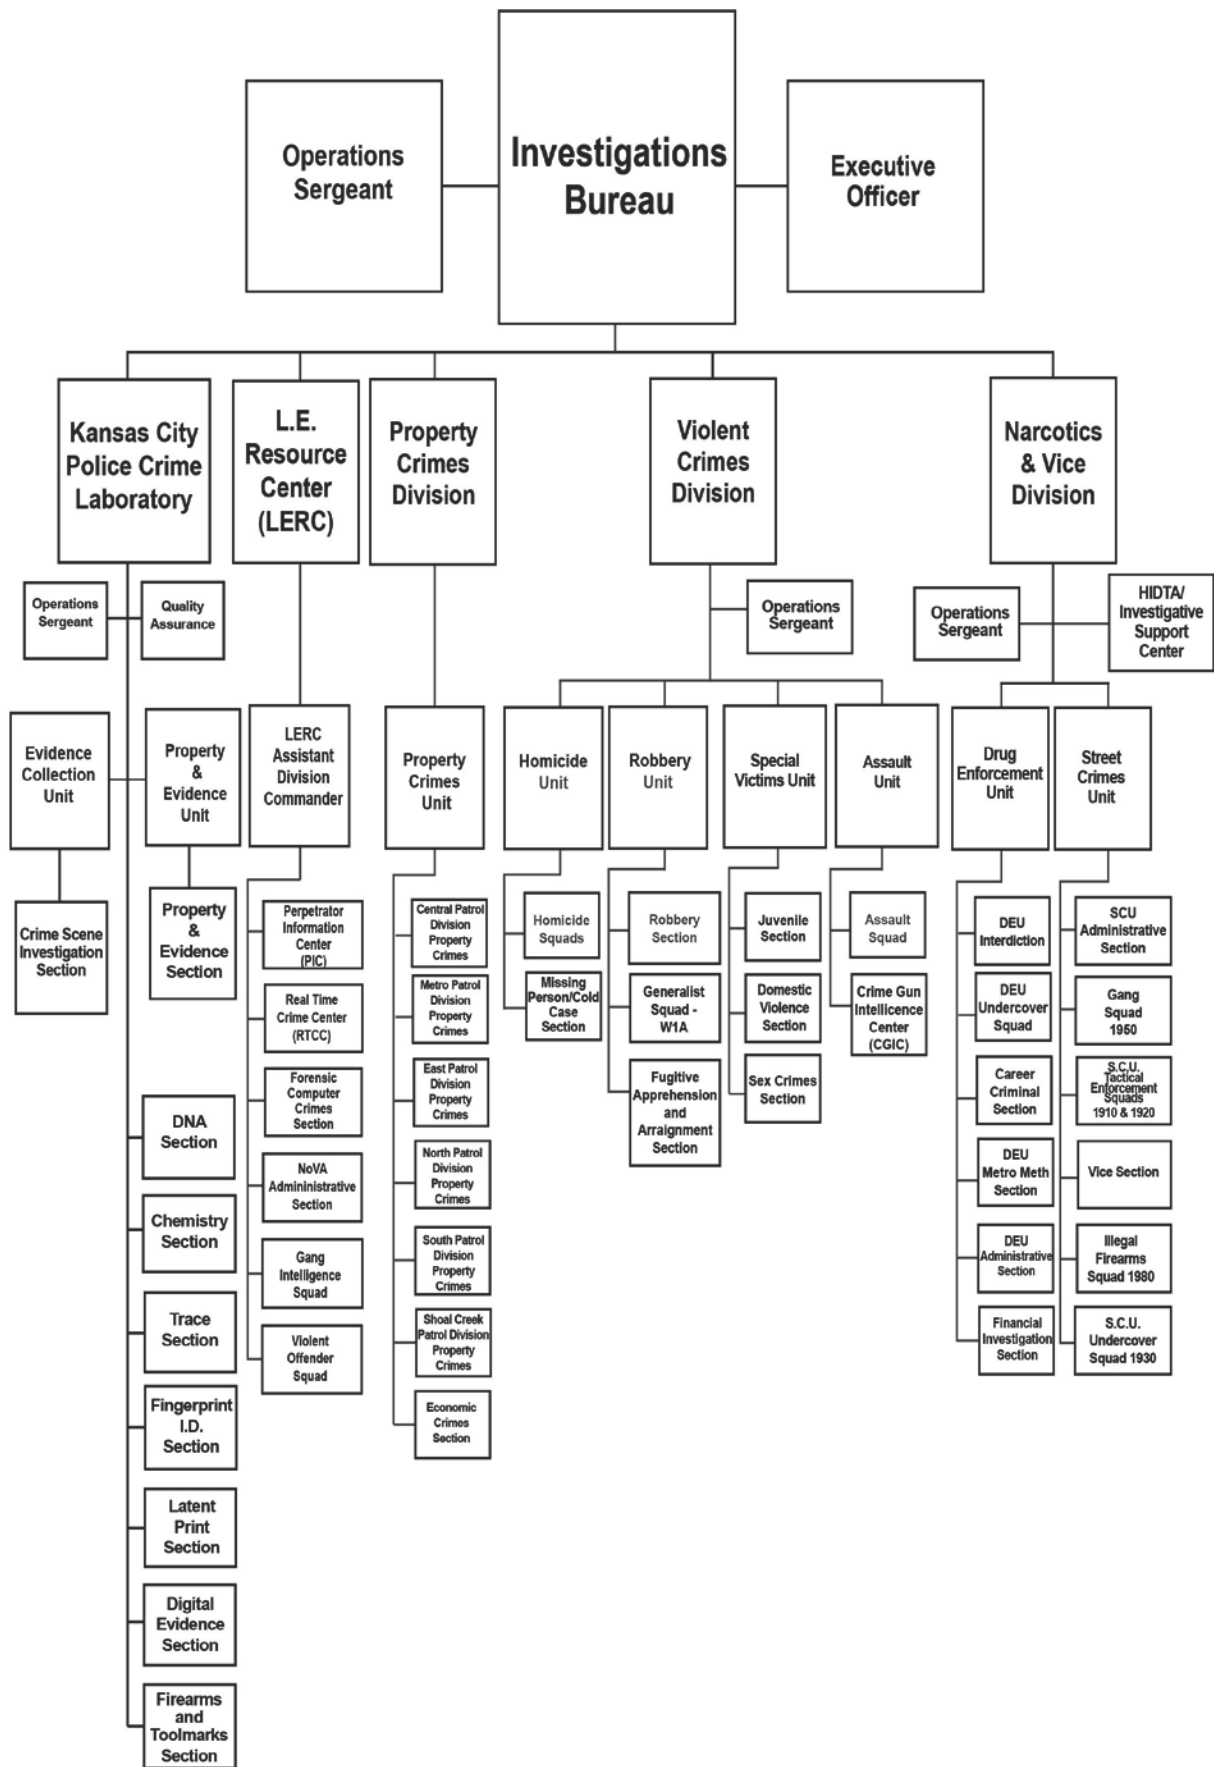 Operations
Sergeant
Investigations
Bureau
Executive
Officer
Kansas City
Police Crime
Laboratory
L.E.
Resource
Center
(LERC)
Property
Crimes
Division
Violent
Crimes
Division
Narcotics
& Vice
Division
Operations
Sergeant
Quality
Assurance
Operations
Sergeant
Operations
Sergeant
HIDTA/
Investigative
Support
Center
Evidence
Collection
Unit
Property
&
Evidence
Unit
LERC
Assistant
Division
Commander
Property
Crimes
Unit
Homicide
Unit
Robbery
Unit
Special
Victims Unit
Assault
Unit
Drug
Enforcement
Unit
Street
Crimes
Unit
Crime Scene
Investigation
Section
Property
&
Evidence
Section
DNA
Section
Chemistry
Section
Trace
Section
Fingerprint
I.D.
Section
Latent
Print
Section
Digital
Evidence
Section
Firearms
and
Toolmarks
Section
Perpetrator
Information
Center
(PIC)
Real Time
Crime Center
(RTCC)
Forensic
Computer
Crimes
Section
NoVA
Admininistrative
Section
Gang
Intelligence
Squad
Violent
Offender
Squad
Central Patrol
Division
Property
Crimes
Metro Patrol
Division
Property
Crimes
East Patrol
Division
Property
Crimes
North Patrol
Division
Property
Crimes
South Patrol
Division
Property
Crimes
Shoal Creek
Patrol Division
Property
Crimes
Economic
Crimes
Section
Homicide
Squads
Missing
Person/Cold
Case
Section
Robbery
Section
Generalist
Squad -
W1A
Fugitive
Apprehension
and
Arraignment
Section
Juvenile
Section
Domestic
Violence
Section
Sex Crimes
Section
Assault
Squad
Crime Gun
Intellicence
Center
(CGIC)
DEU
Interdiction
DEU
Undercover
Squad
Career
Criminal
Section
DEU
Metro Meth
Section
DEU
Administrative
Section
Financial
Investigation
Section
SCU
Administrative
Section
Gang
Squad
1950
S.C.U.
Tactical
Enforcement
Squads
1910 & 1920
Vice Section
Illegal
Firearms
Squad 1980
S.C.U.
Undercover
Squad 1930